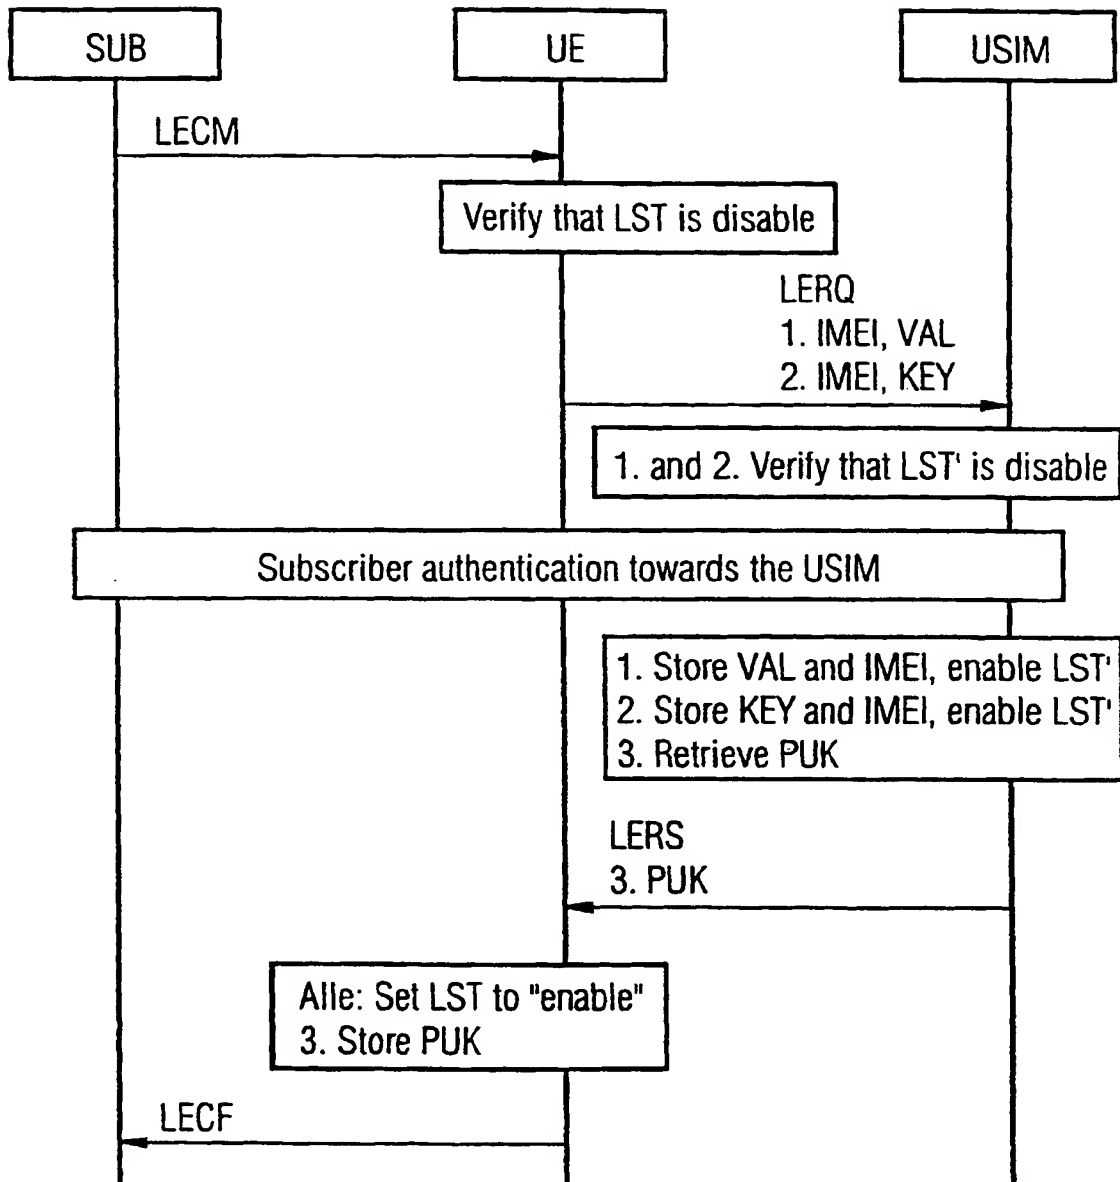 SUB
UE
USIM
LECM
Verify that LST is disable
LERQ
1. IMEI, VAL
2. IMEI, KEY
1. and 2. Verify that LST' is disable
Subscriber authentication towards the USIM
1. Store VAL and IMEI, enable LST'
2. Store KEY and IMEI, enable LST'
3. Retrieve PUK
LERS
3. PUK
Alle: Set LST to "enable"
3. Store PUK
LECF